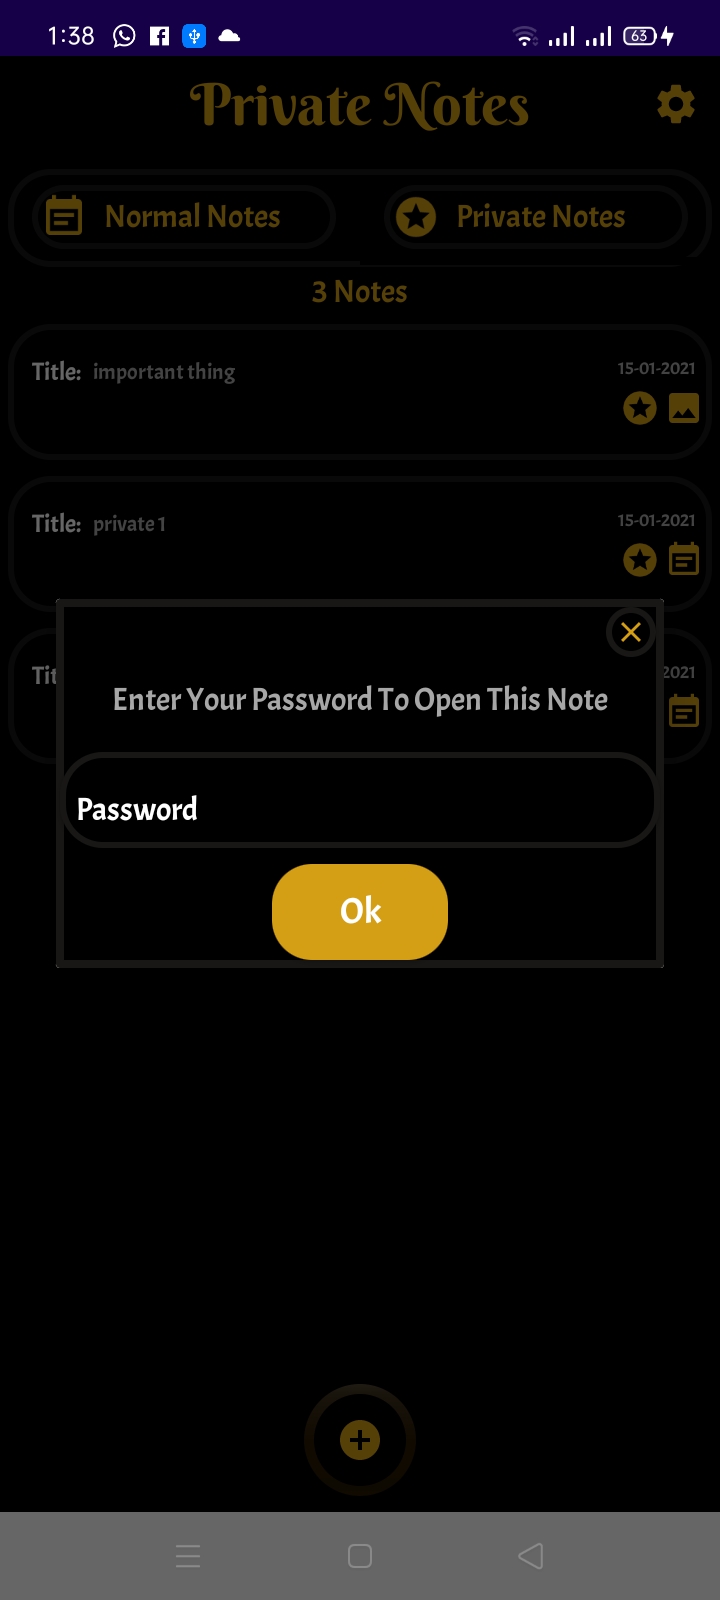 1:38
63
Private Notes
Normal Notes
Private Notes
3 Notes
Title: important thing
15-01-2021
Title: private 1
15-01-2021
Tit
2021
Enter Your Password To Open This Note
Password
Ok